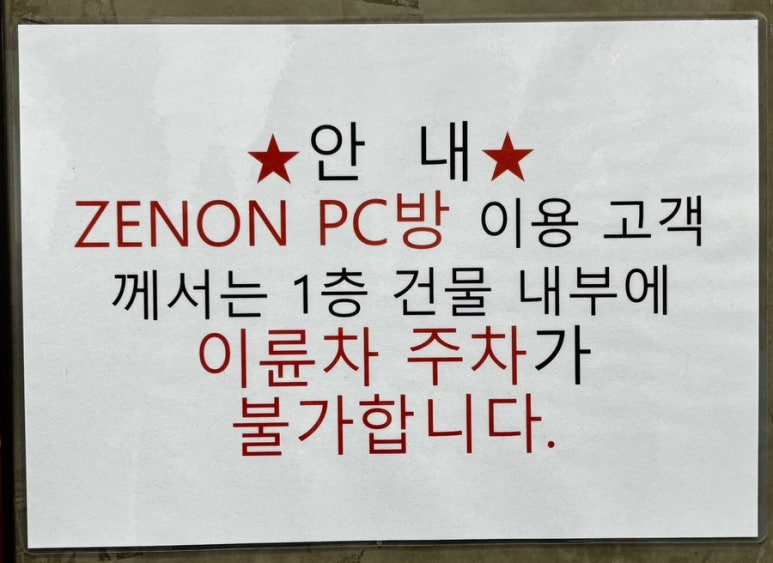 ★안 내★
ZENON PC방 이용 고객
께서는 1층 건물 내부에
이륜차 주차가
불가합니다.